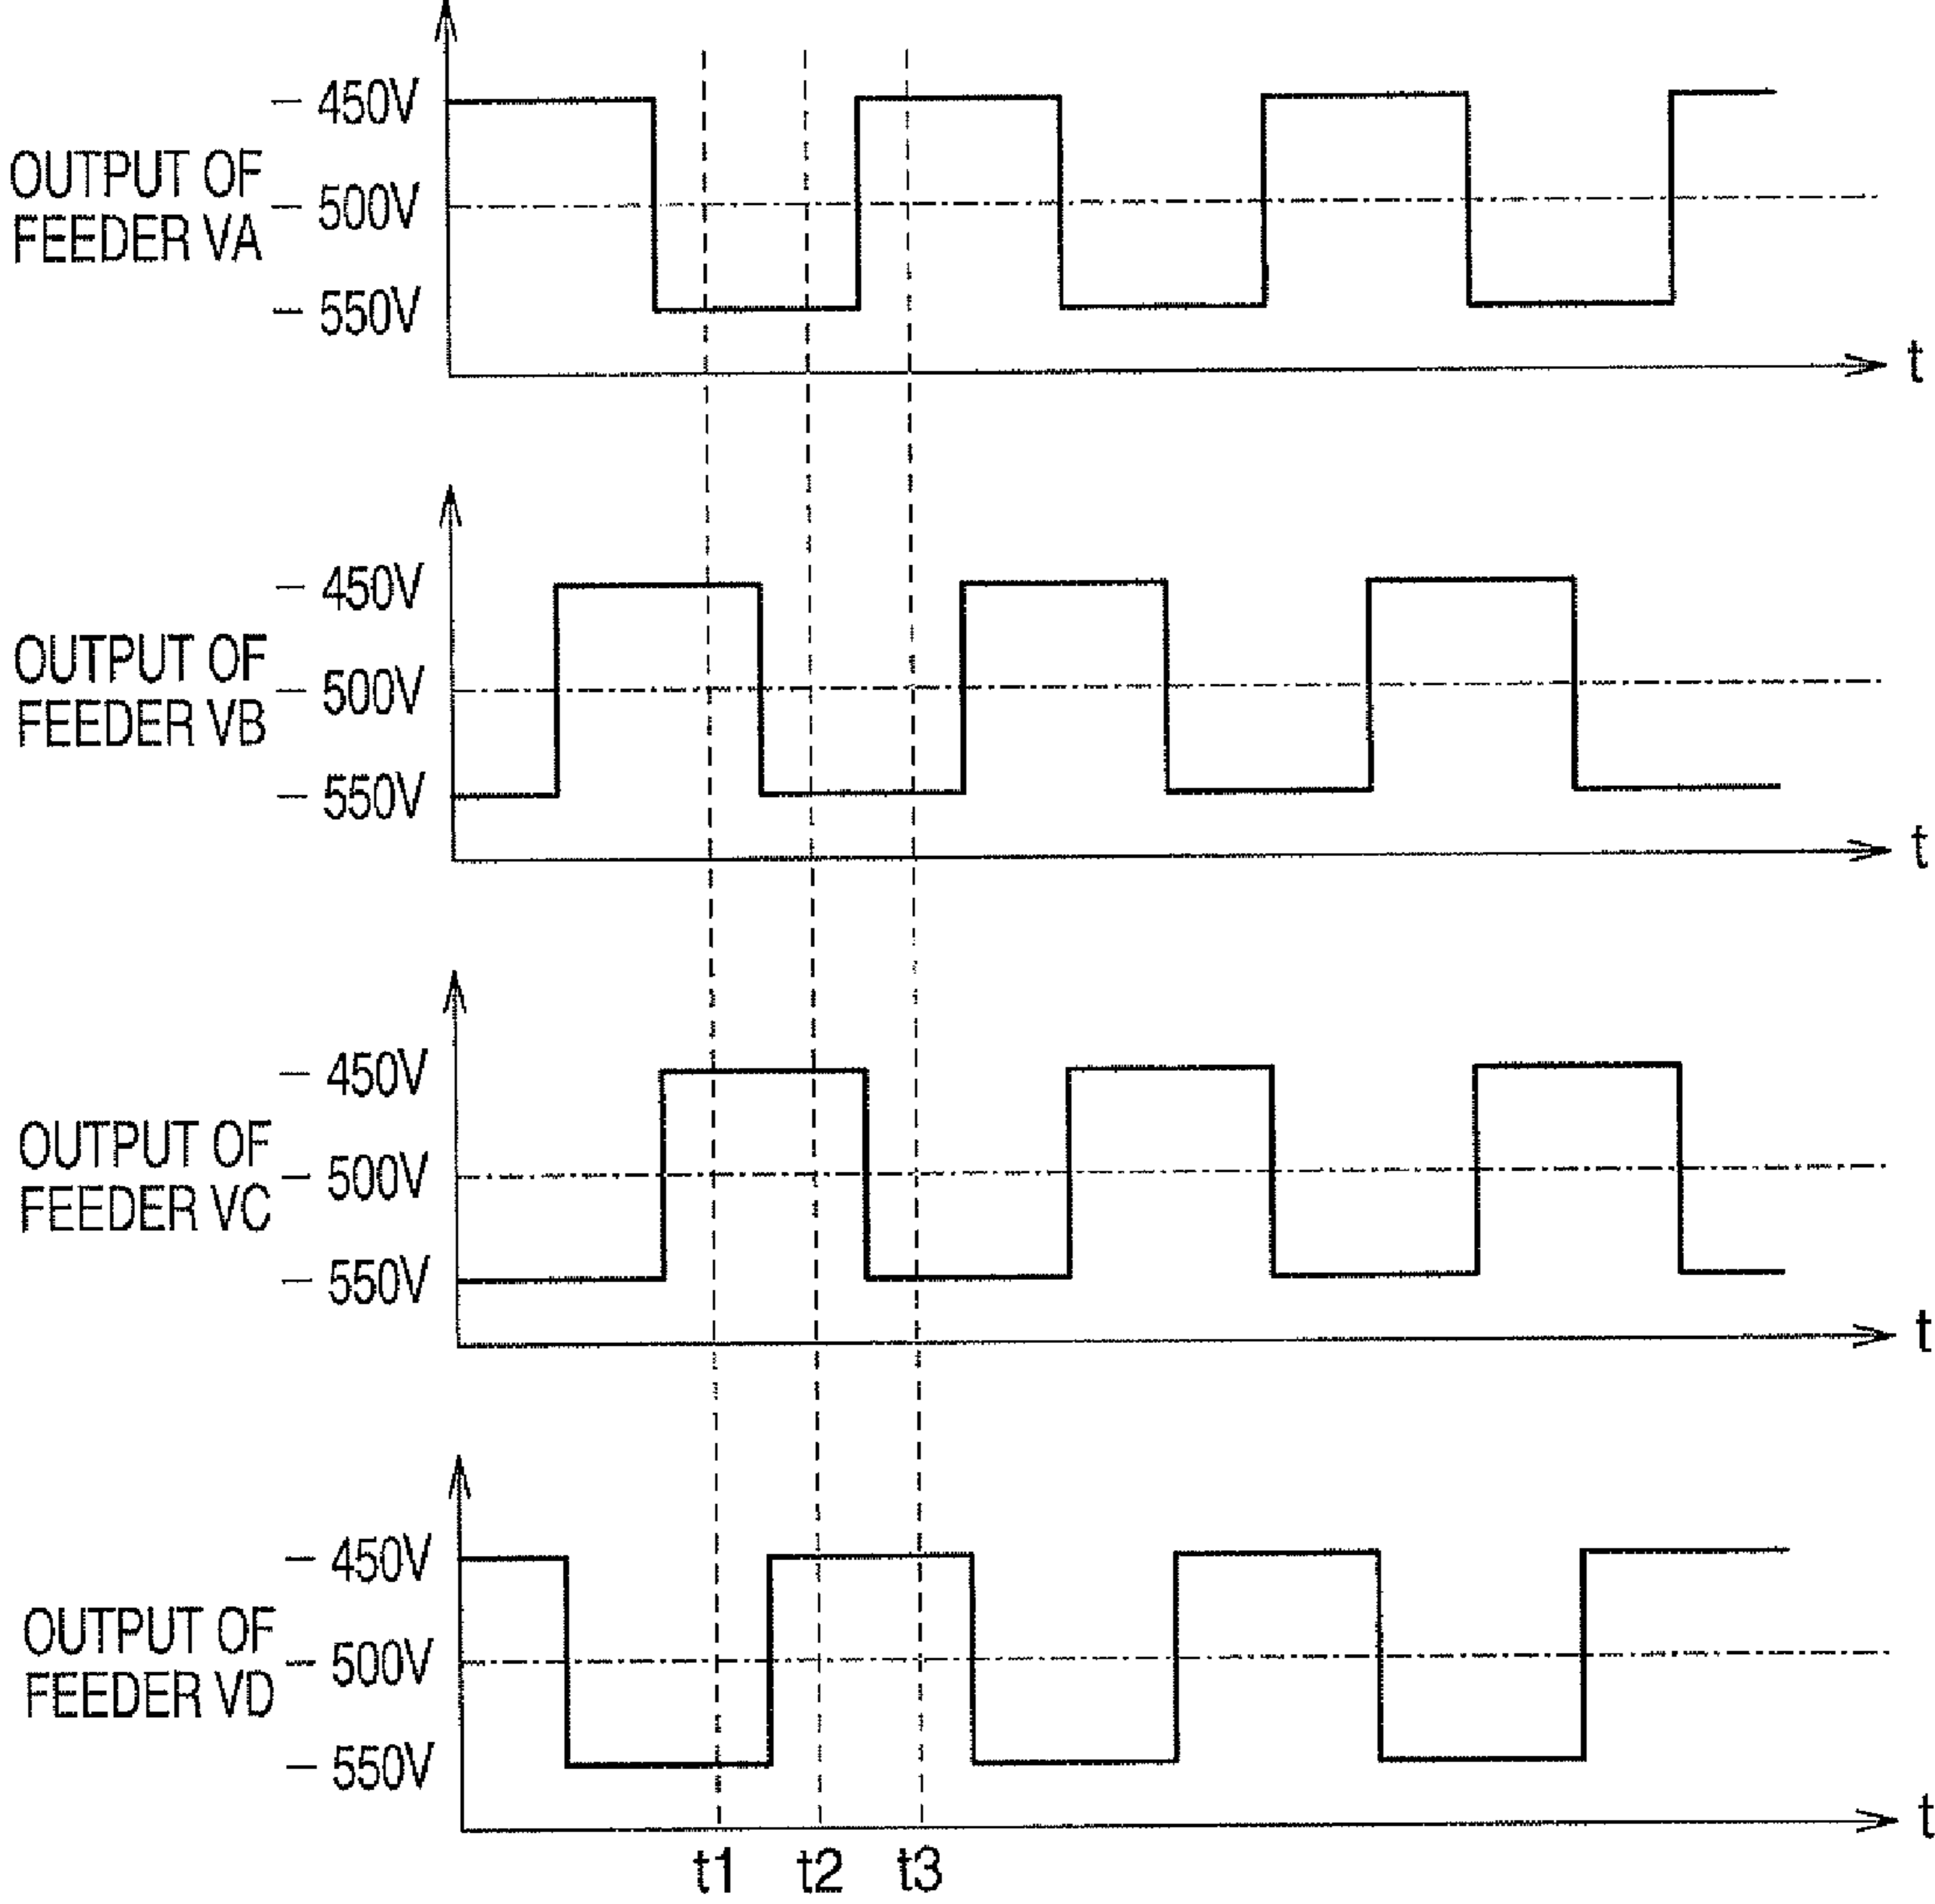 – 450V
OUTPUT OF
FEEDER VA
– 500V
– 550V
t
– 450V
OUTPUT OF
FEEDER VB
– 500V
– 550V
t
– 450V
OUTPUT OF
FEEDER VC
– 500V
– 550V
t
– 450V
OUTPUT OF
FEEDER VD
– 500V
– 550V
t
t1 t2 t3